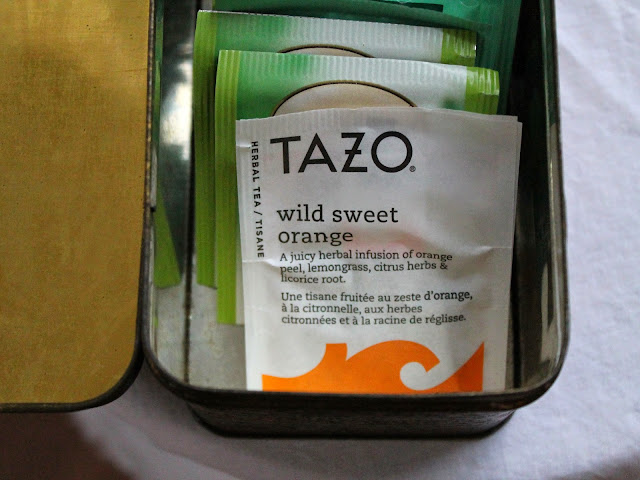 TAZO®
HERBAL TEA / TISANE
wild sweet
orange
A juicy herbal infusion of orange
peel, lemongrass, citrus herbs &
licorice root.
Une tisane fruitée au zeste d'orange,
à la citronnelle, aux herbes
citronnées et à la racine de réglisse.